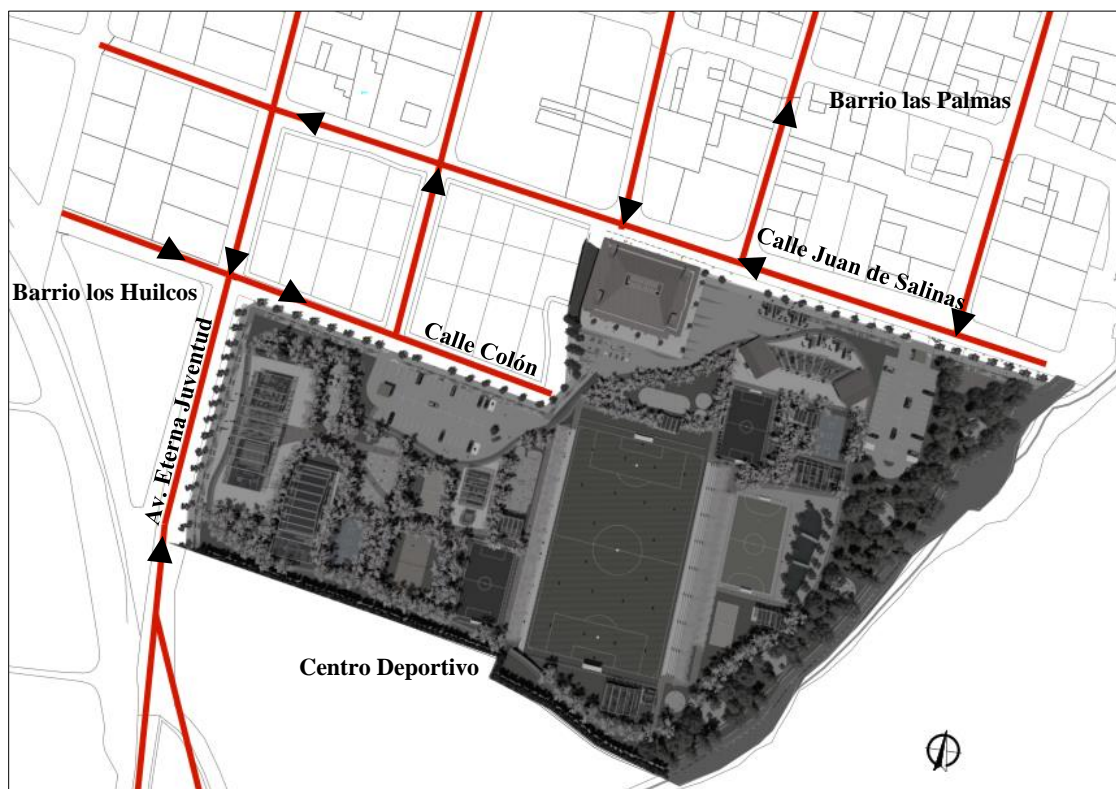 Barrio las Palmas
Calle Juan de Salinas
Barrio los Huilcos
Calle Colón
Av. Eterna Juventud
Centro Deportivo